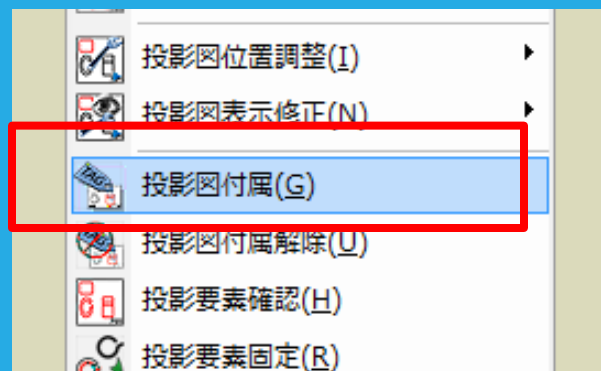 投影図位置調整(I)
投影図表示修正(N)
TAG
投影図付属(G)
投影図付属解除(U)
投影要素確認(H)
投影要素固定(R)